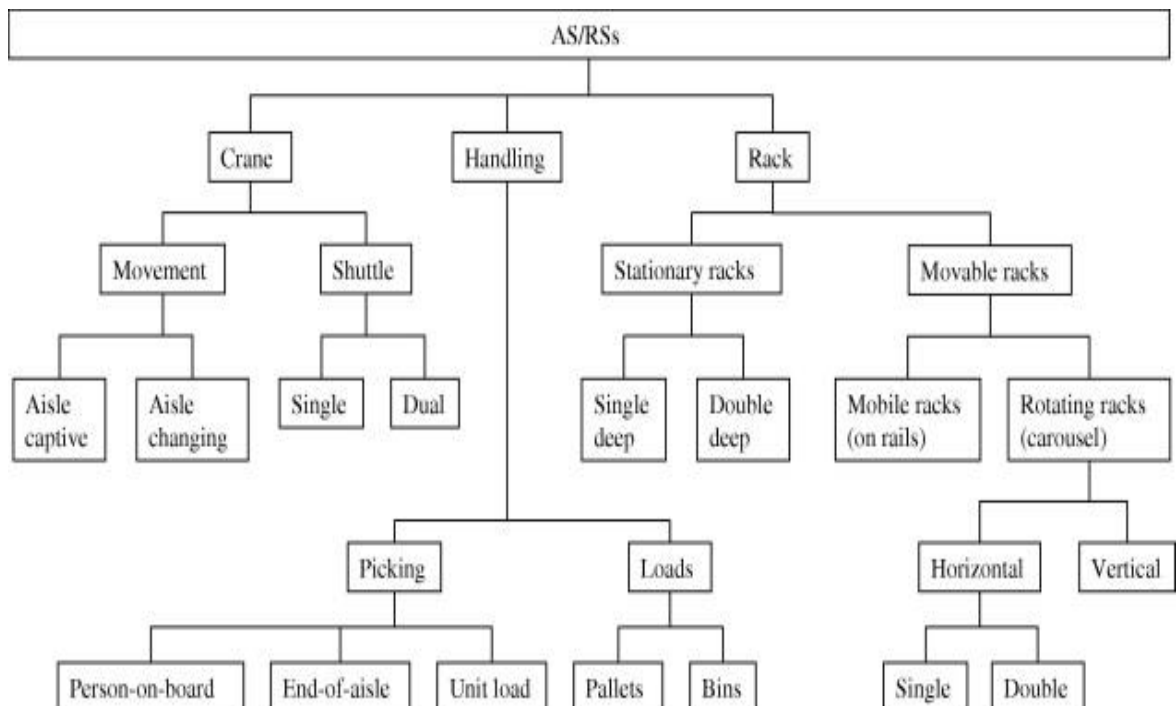 AS/RSs
Crane
Handling
Rack
Movement
Shuttle
Stationary racks
Movable racks
Aisle
captive
Aisle
changing
Single
Dual
Single
deep
Double
deep
Mobile racks
(on rails)
Rotating racks
(carousel)
Picking
Loads
Horizontal
Vertical
Person-on-board
End-of-aisle
Unit load
Pallets
Bins
Single
Double